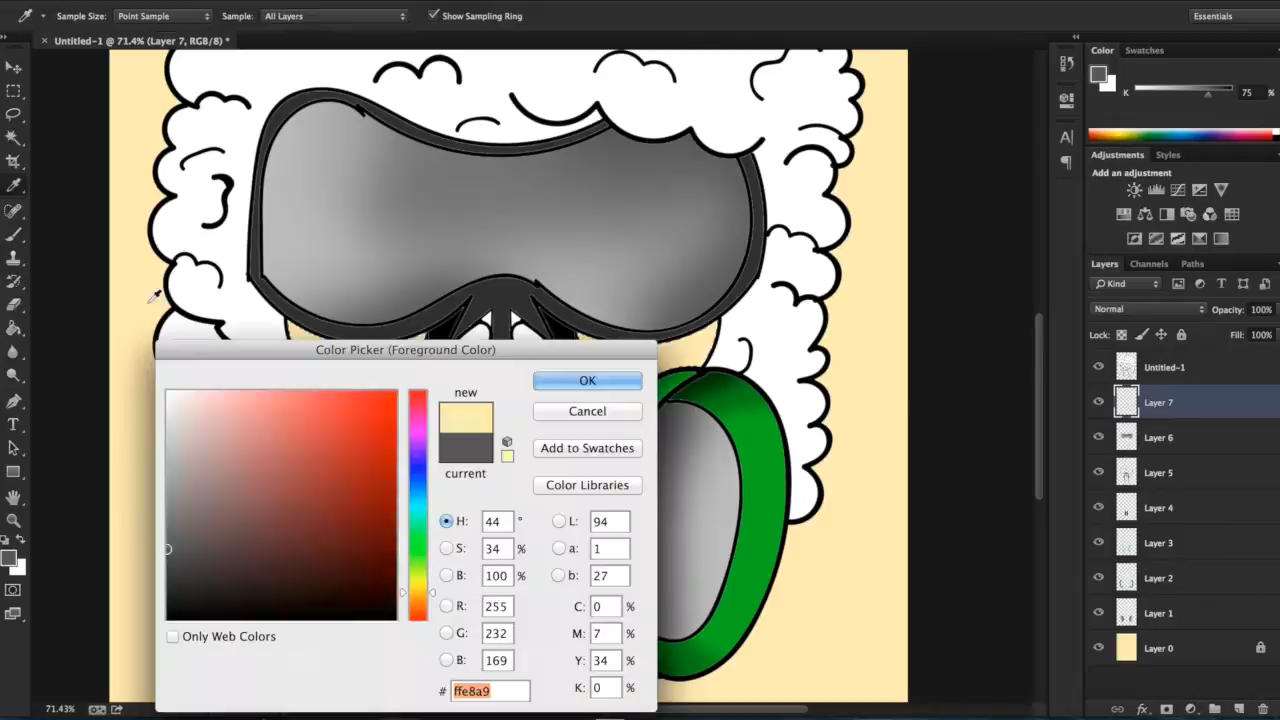 Sample Size: Point Sample Sample: All Layers Show Sampling Ring Essentials
× Untitled-1 @ 71.4% (Layer 7, RGB/8) *
Color Swatches
K 75 %
Adjustments Styles
Add an adjustment
Layers Channels Paths
Kind
Normal Opacity: 100%
Lock: Fill: 100%
Untitled-1
Layer 7
Layer 6
Layer 5
Layer 4
Layer 3
Layer 2
Layer 1
Layer 0
Color Picker (Foreground Color)
new
current
OK
Cancel
Add to Swatches
Color Libraries
H: 44 ° L: 94
S: 34 % a: 1
B: 100 % b: 27
R: 255 C: 0 %
G: 232 M: 7 %
B: 169 Y: 34 %
# ffe8a9 K: 0 %
Only Web Colors
71.43%